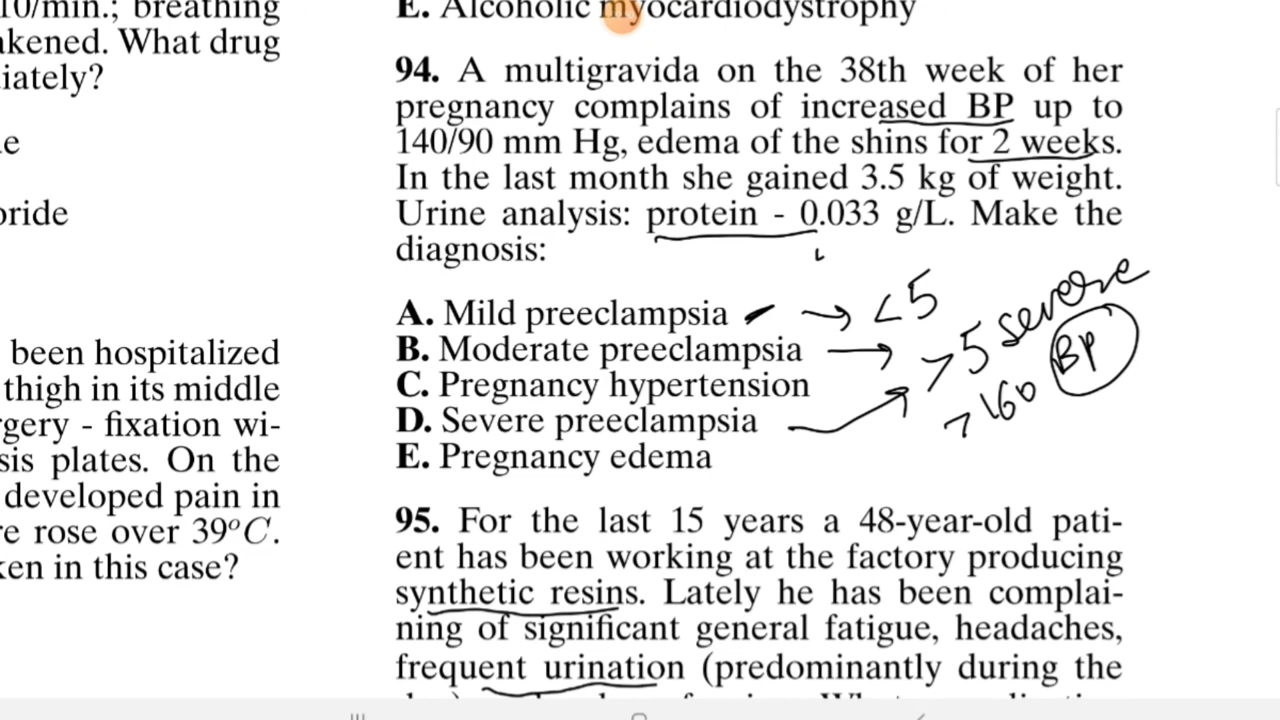 10/min.; breathing
akened. What drug
iately?
e
oride
been hospitalized
thigh in its middle
gery - fixation wi-
sis plates. On the
developed pain in
e rose over 39°C.
ken in this case?
E. Alcoholic myocardiodystrophy
94. A multigravida on the 38th week of her
pregnancy complains of increased BP up to
140/90 mm Hg, edema of the shins for 2 weeks.
In the last month she gained 3.5 kg of weight.
Urine analysis: protein - 0.033 g/L. Make the
diagnosis:
A. Mild preeclampsia → < 5
B. Moderate preeclampsia → > 5 severe
C. Pregnancy hypertension > 160 BP
D. Severe preeclampsia
E. Pregnancy edema
95. For the last 15 years a 48-year-old pati-
ent has been working at the factory producing
synthetic resins. Lately he has been complai-
ning of significant general fatigue, headaches,
frequent urination (predominantly during the